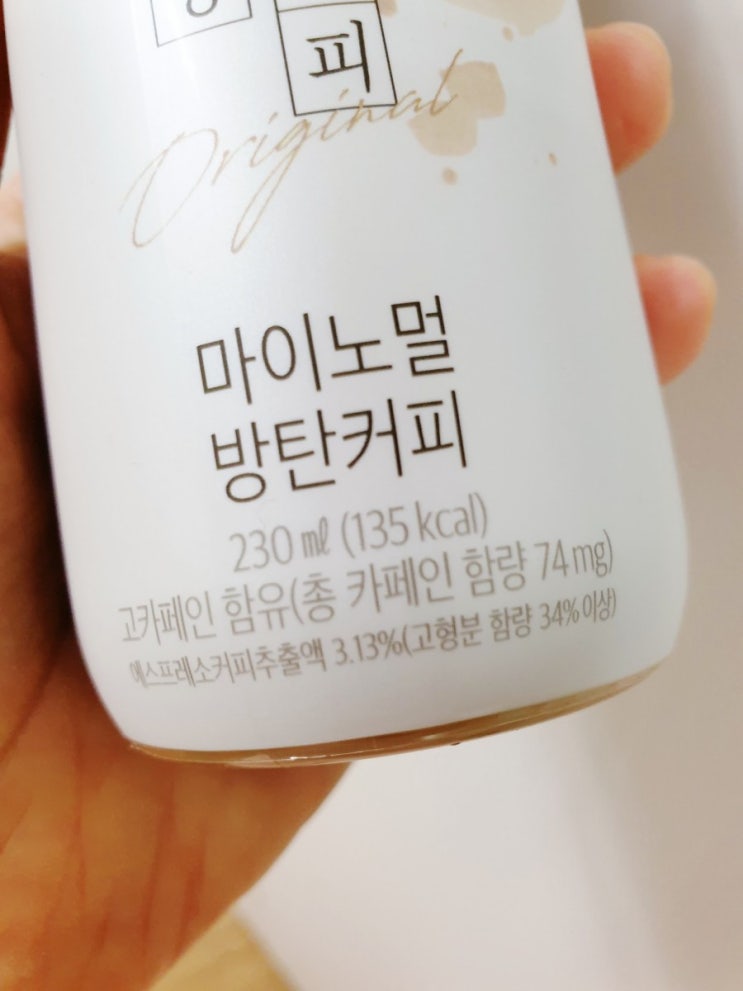 피
Original
마이노멀
방탄커피
230 ㎖ (135 kcal)
고카페인 함유(총 카페인 함량 74 mg)
에스프레소커피추출액 3.13%(고형분 함량 34% 이상)